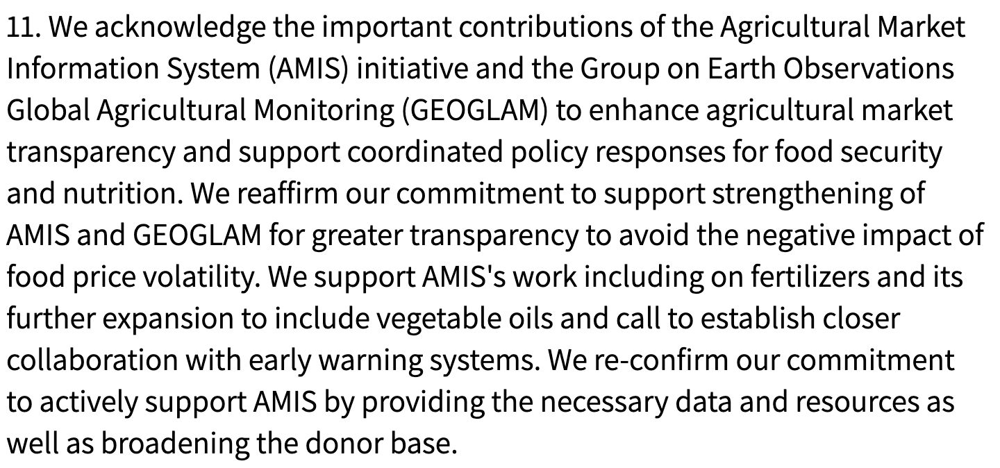 11. We acknowledge the important contributions of the Agricultural Market
Information System (AMIS) initiative and the Group on Earth Observations
Global Agricultural Monitoring (GEOGLAM) to enhance agricultural market
transparency and support coordinated policy responses for food security
and nutrition. We reaffirm our commitment to support strengthening of
AMIS and GEOGLAM for greater transparency to avoid the negative impact of
food price volatility. We support AMIS's work including on fertilizers and its
further expansion to include vegetable oils and call to establish closer
collaboration with early warning systems. We re-confirm our commitment
to actively support AMIS by providing the necessary data and resources as
well as broadening the donor base.